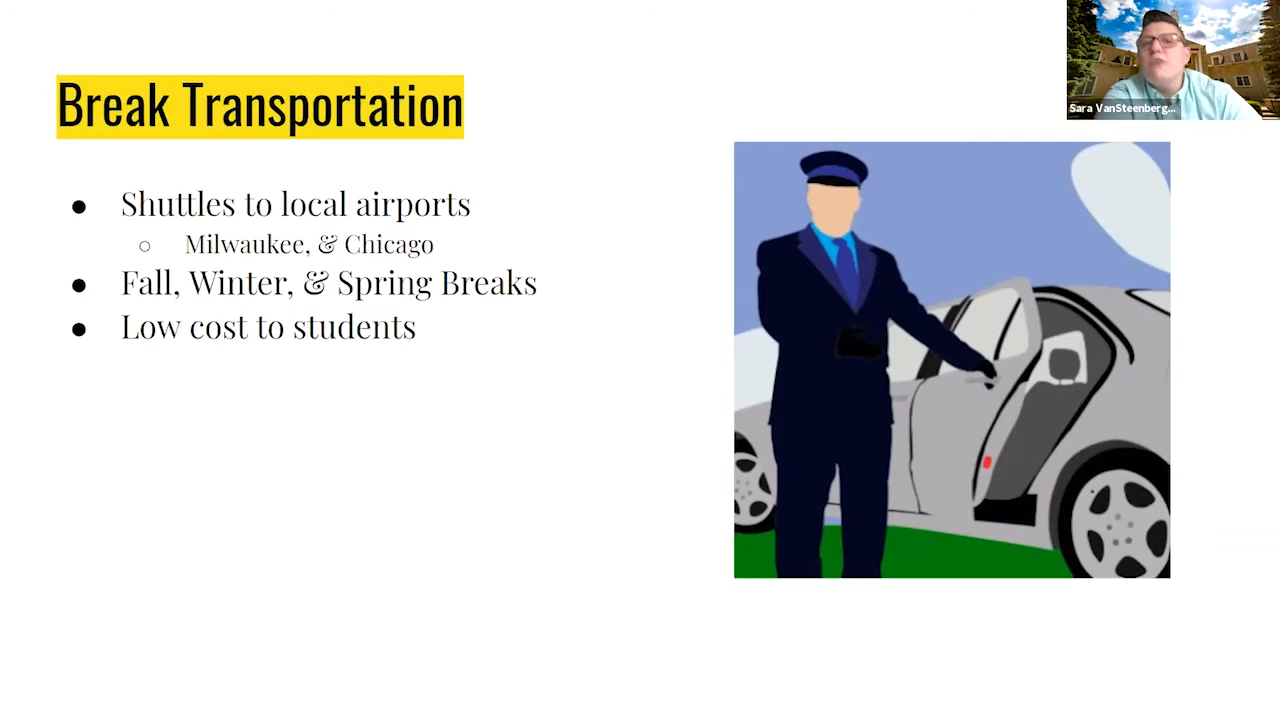 Break Transportation
Sara VanSteenberg...
● Shuttles to local airports
○ Milwaukee, & Chicago
● Fall, Winter, & Spring Breaks
● Low cost to students